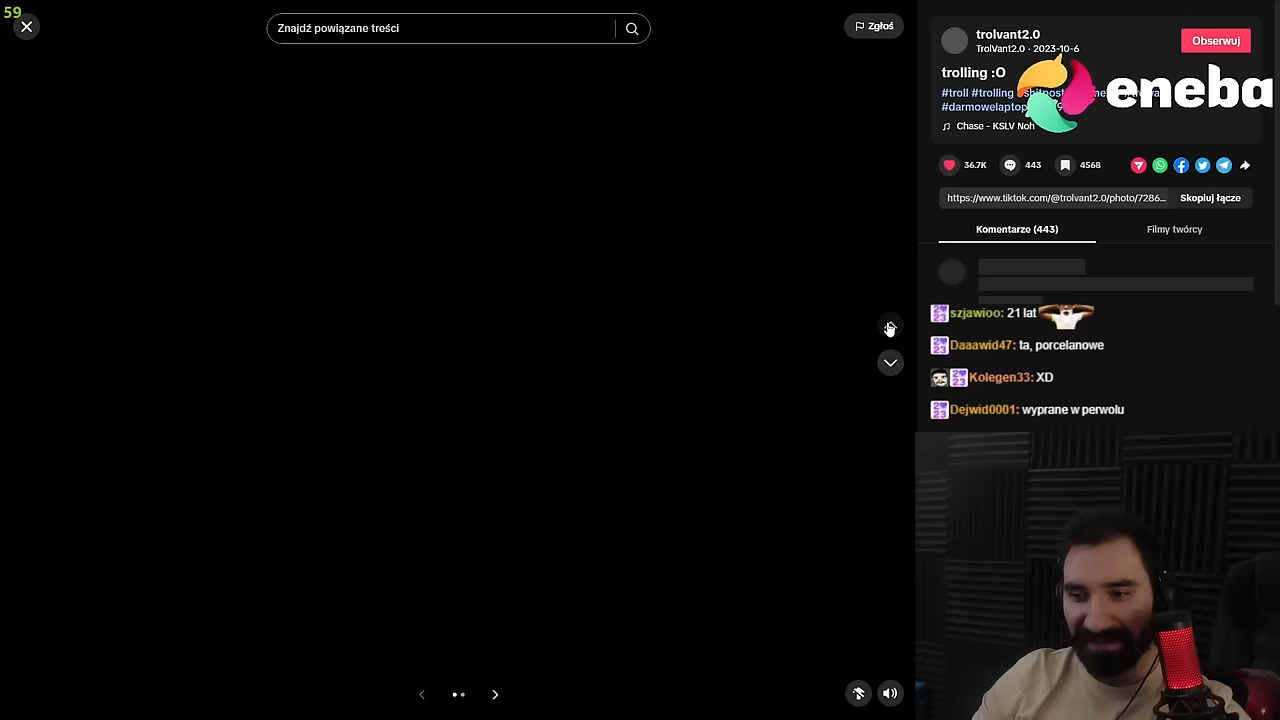 59
Znajdź powiązane treści
Zgłoś
trolvant2.0
TrolVant2.0 · 2023-10-6
Obserwuj
trolling :O
#troll #trolling
#darmowelaptop
eneba
Chase - KSLV Noh
36.7K
443
4568
https://www.tiktok.com/@trolvant2.0/photo/7286...
Skopiuj łącze
Komentarze (443)
Filmy twórcy
szjawioo: 21 lat
Daaawid47: ta, porcelanowe
Kolegen33: XD
Dejwid0001: wyprane w perwolu